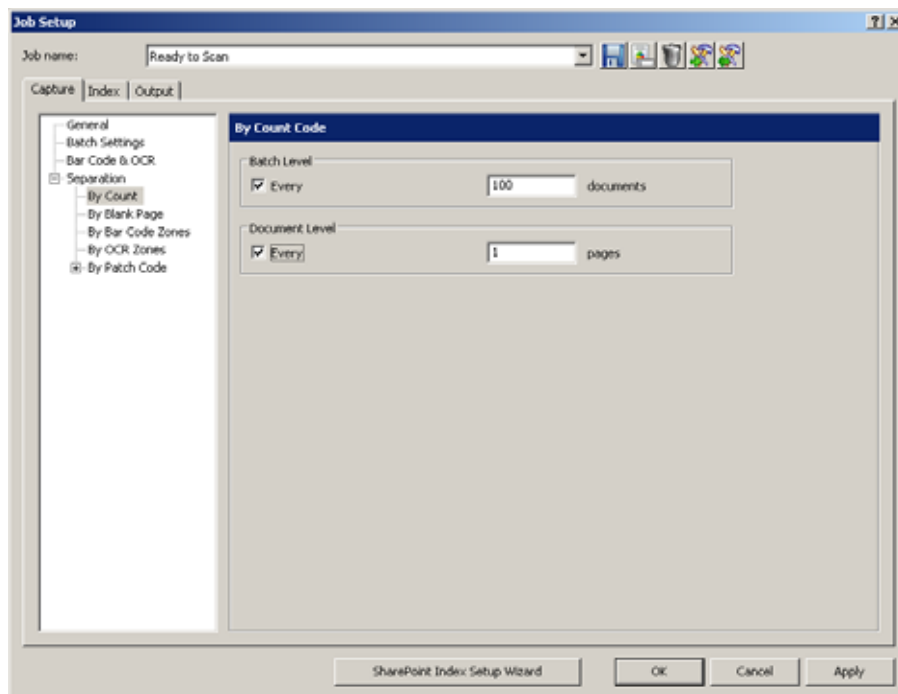 Job Setup
Job name: Ready to Scan
Capture Index Output
General
Batch Settings
Bar Code & OCR
Separation
By Count
By Blank Page
By Bar Code Zones
By OCR Zones
By Patch Code
By Count Code
Batch Level
Every 100 documents
Document Level
Every 1 pages
SharePoint Index Setup Wizard OK Cancel Apply